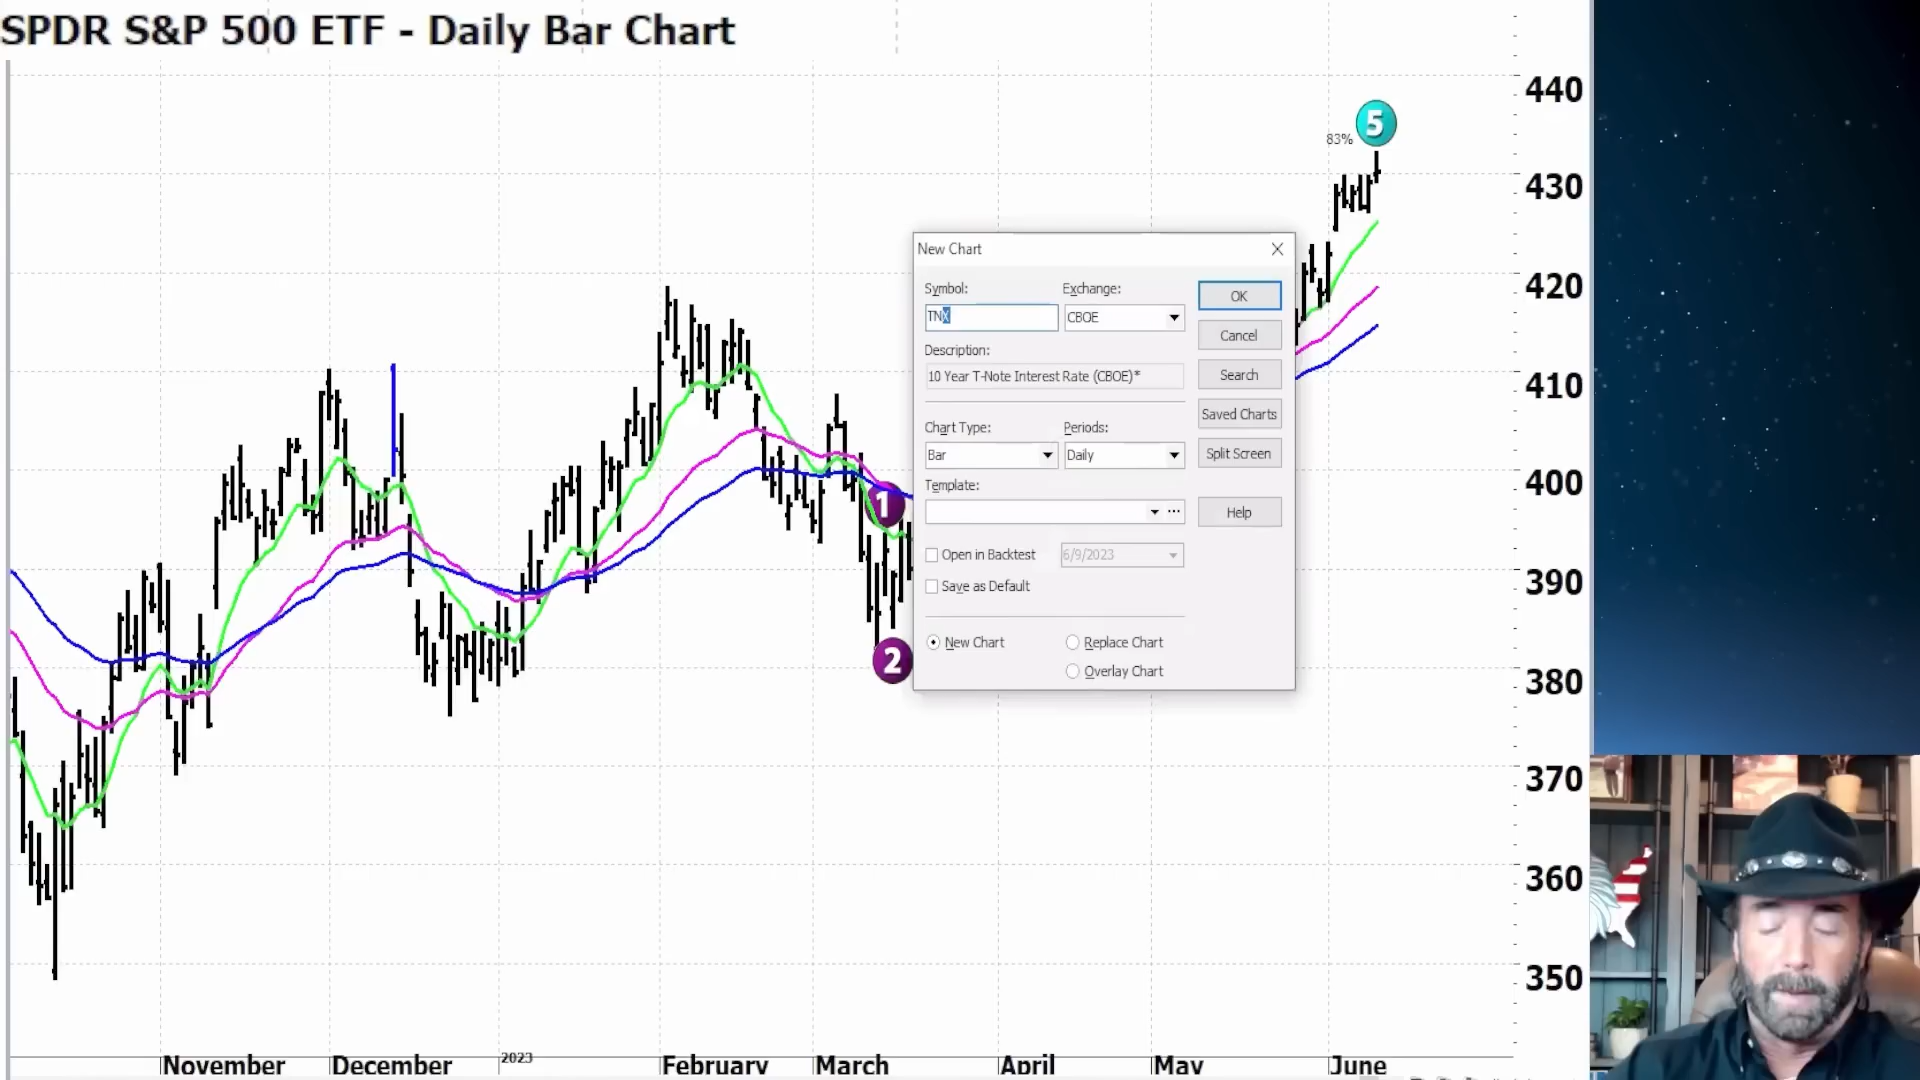 SPDR S&P 500 ETF - Daily Bar Chart
440
83% 5
430
420
410
400
390
380
370
360
350
1
2
New Chart
Symbol:
Exchange:
TNX
CBOE
OK
Cancel
Description:
10 Year T-Note Interest Rate (CBOE)*
Search
Saved Charts
Chart Type:
Periods:
Bar
Daily
Split Screen
Template:
...
Help
Open in Backtest
6/9/2023
Save as Default
New Chart
Replace Chart
Overlay Chart
November December 2023 February March April May June